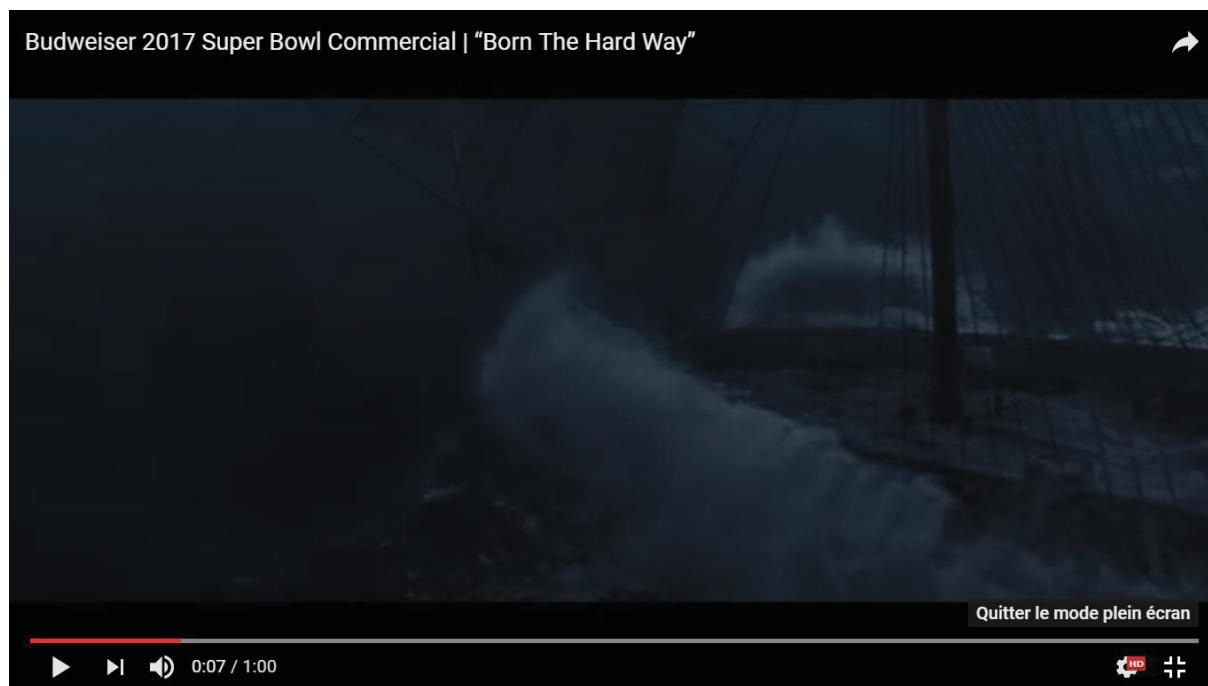 Budweiser 2017 Super Bowl Commercial | “Born The Hard Way”
Quitter le mode plein écran
0:07 / 1:00
HD